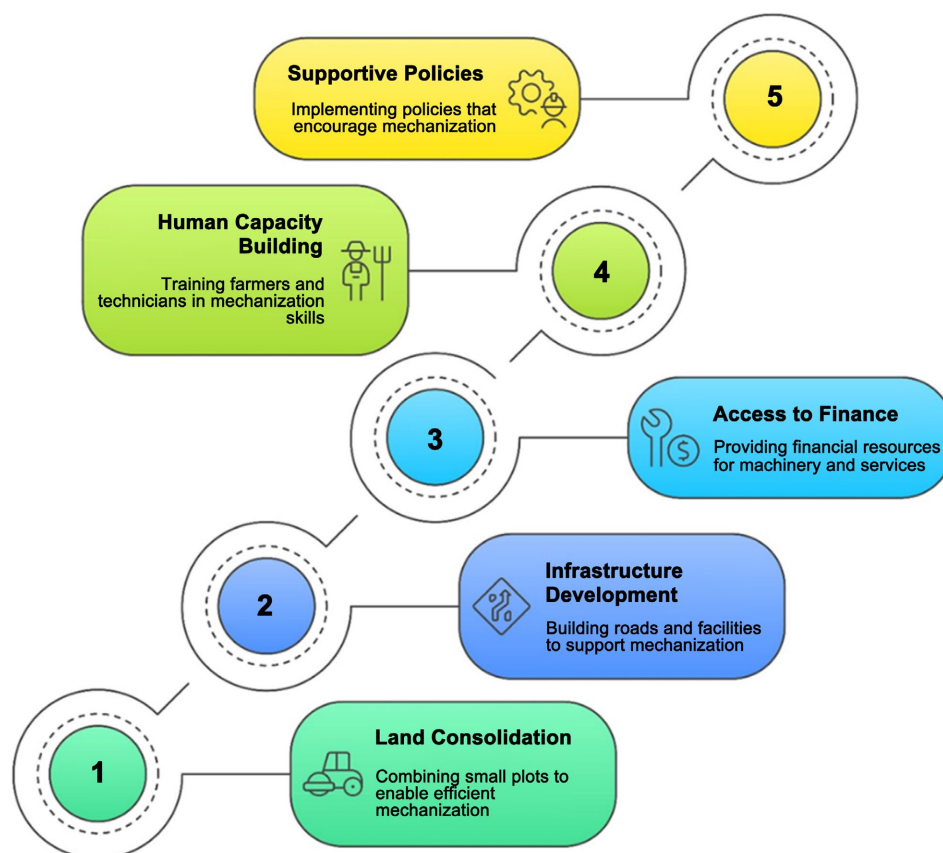 5
Supportive Policies
Implementing policies that
encourage mechanization
4
Human Capacity
Building
Training farmers and
technicians in mechanization
skills
3
Access to Finance
Providing financial resources
for machinery and services
2
Infrastructure
Development
Building roads and facilities
to support mechanization
1
Land Consolidation
Combining small plots to
enable efficient
mechanization
$